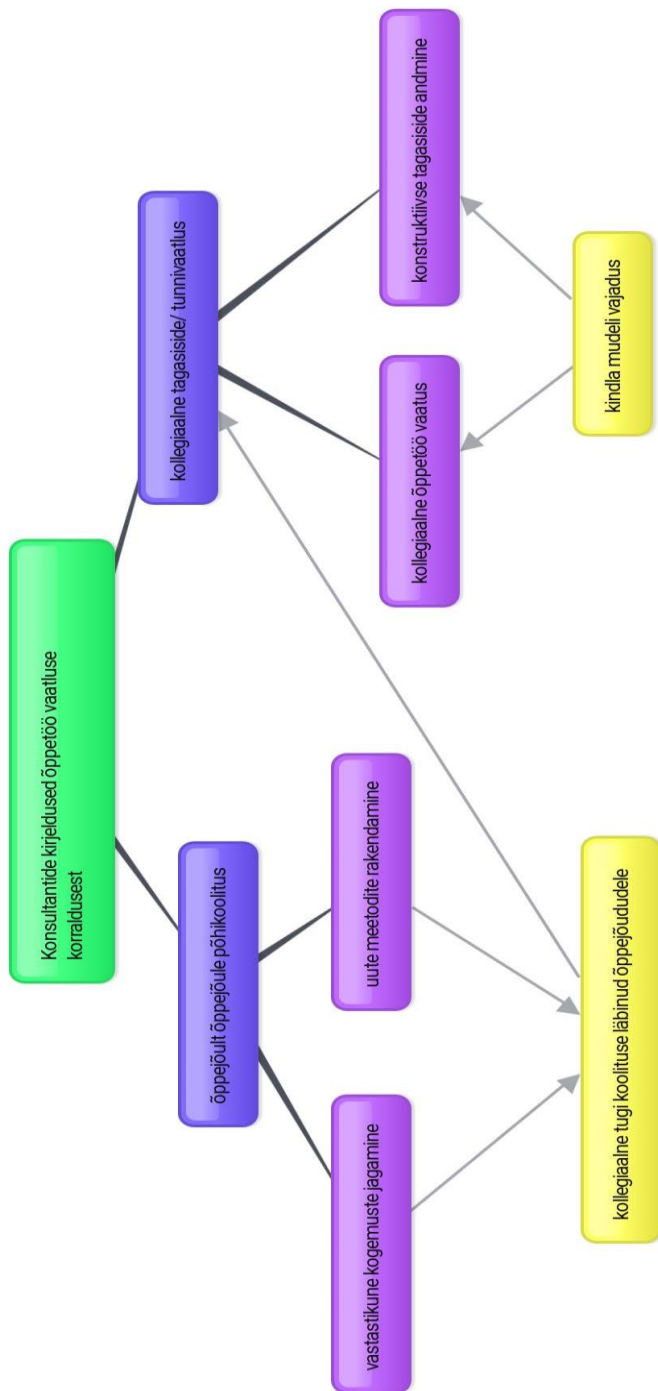 Konsultantide kirjeldused õppetöö vaatluse
korraldusest
õppejõult õppejõule põhikoolitus
kollegiaalne tagasiside/ tunnivaatlus
vastastikune kogemuste jagamine
uute meetodite rakendamine
kollegiaalne õppetöö vaatus
konstruktiivse tagasiside andmine
kollegiaalne tugi koolituse läbinud õppejõududele
kindla mudeli vajadus